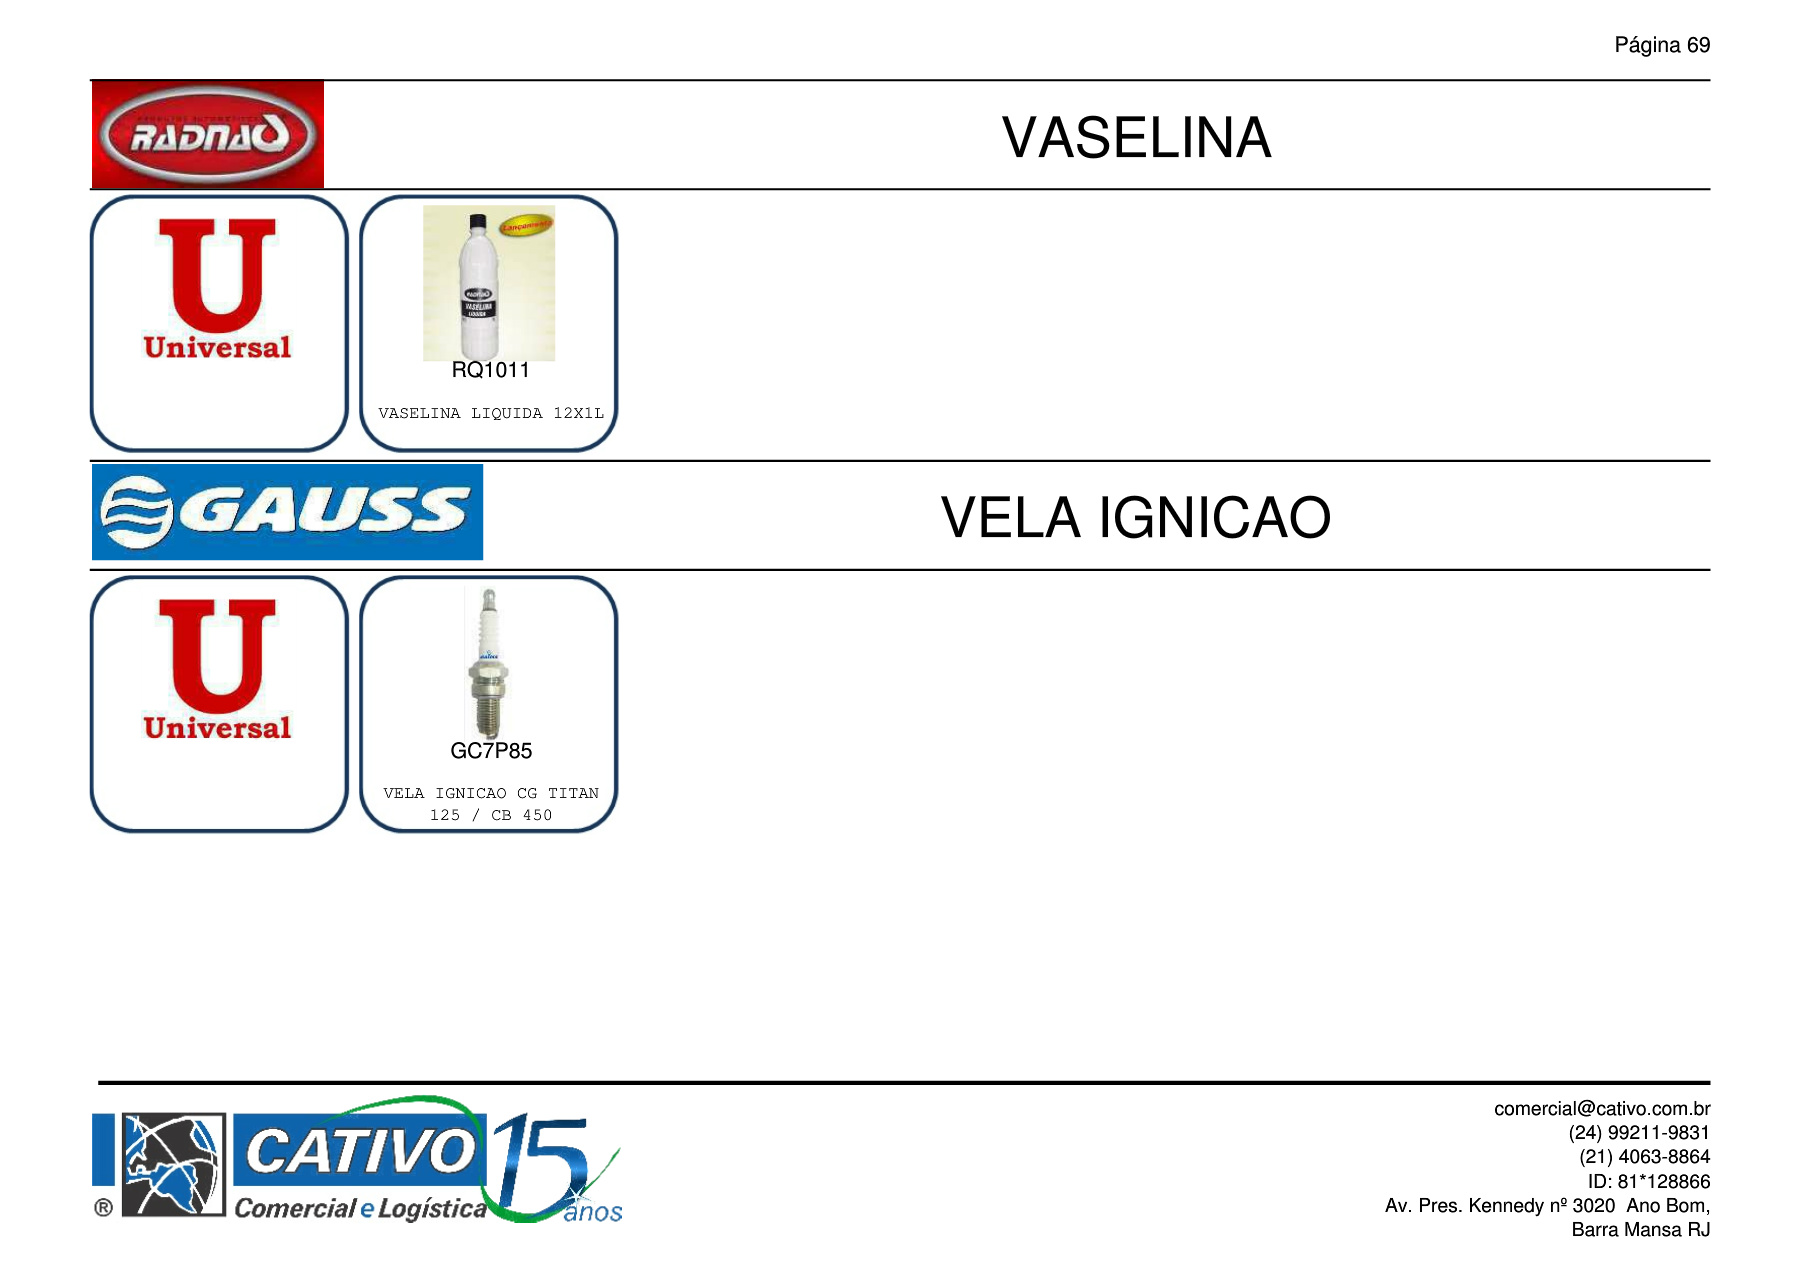 Página 69
RADNAQ
VASELINA
U
Universal
Lançamento
RADNAQ
VASELINA
LIQUIDA
RQ1011
VASELINA LIQUIDA 12X1L
GAUSS
VELA IGNICAO
U
Universal
GAUSS
GC7P85
VELA IGNICAO CG TITAN
125 / CB 450
CATIVO 15
® Comercial e Logística anos
comercial@cativo.com.br
(24) 99211-9831
(21) 4063-8864
ID: 81*128866
Av. Pres. Kennedy nº 3020  Ano Bom,
Barra Mansa RJ